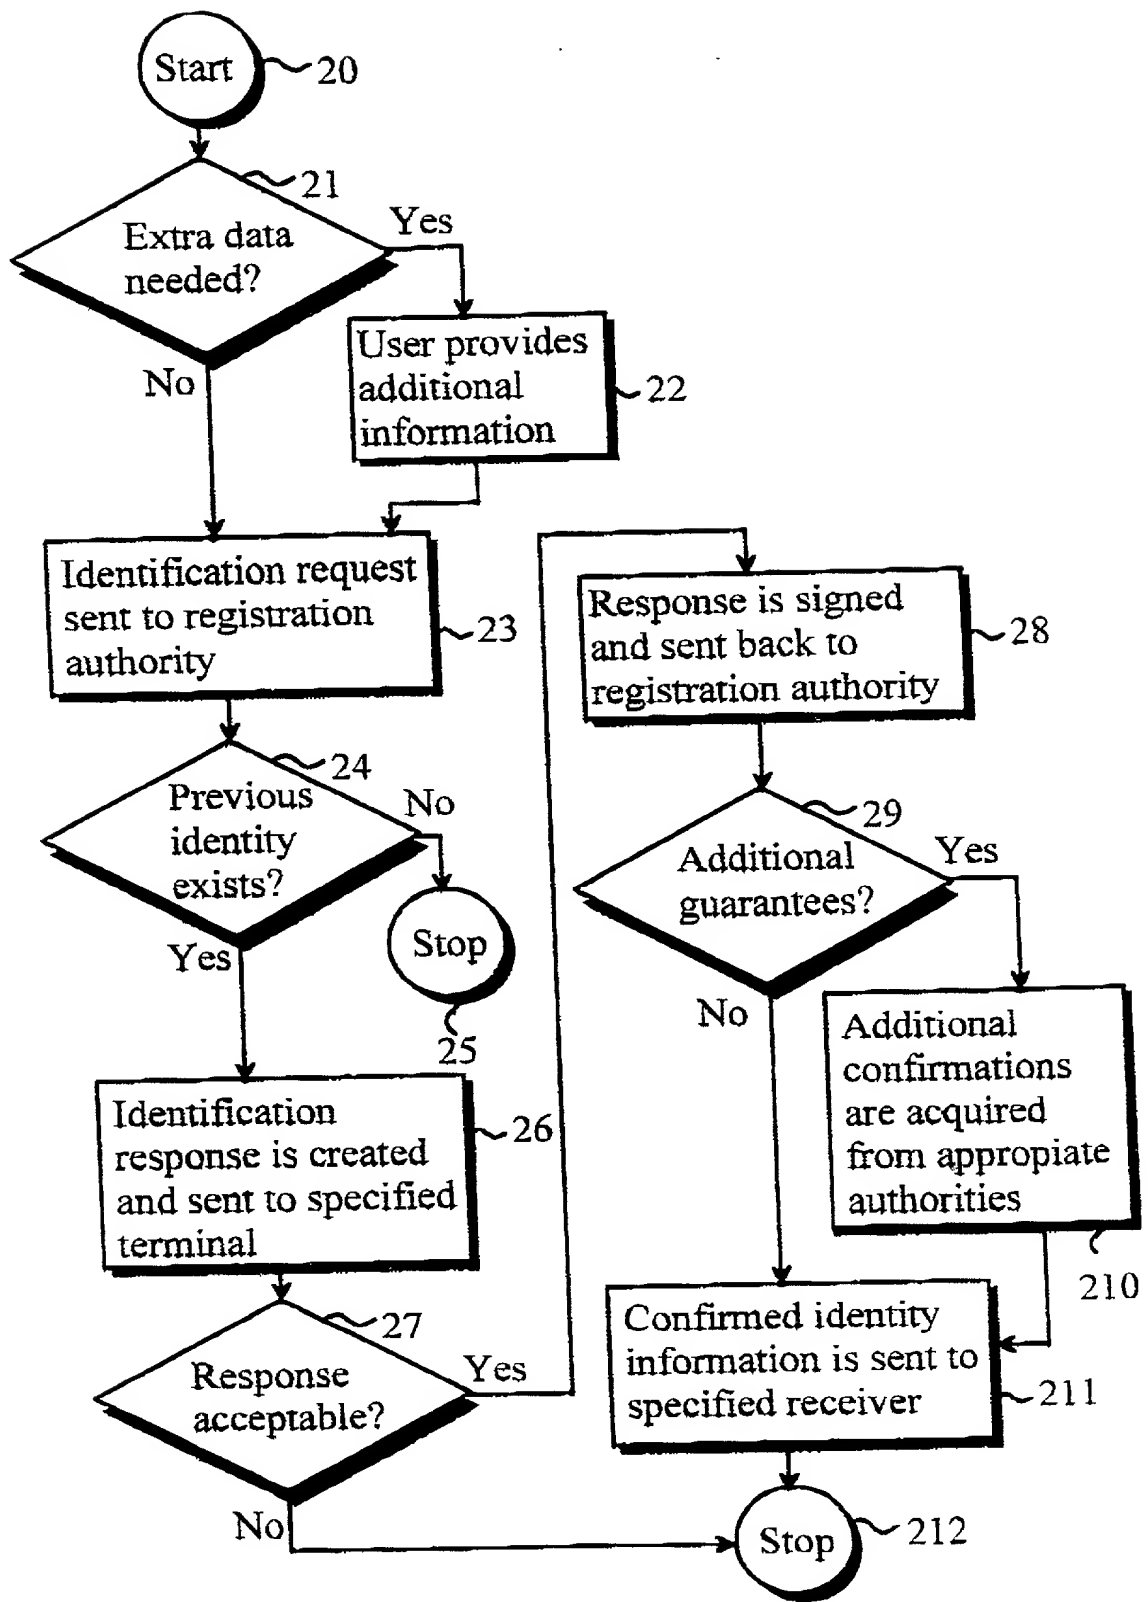 Start
20
21
Extra data
needed?
Yes
No
User provides
additional
information
22
Identification request
sent to registration
authority
23
24
Previous
identity
exists?
No
Yes
Stop
25
Identification
response is created
and sent to specified
terminal
26
27
Response
acceptable?
Yes
No
Response is signed
and sent back to
registration authority
28
29
Additional
guarantees?
Yes
No
Additional
confirmations
are acquired
from appropiate
authorities
210
Confirmed identity
information is sent to
specified receiver
211
Stop
212